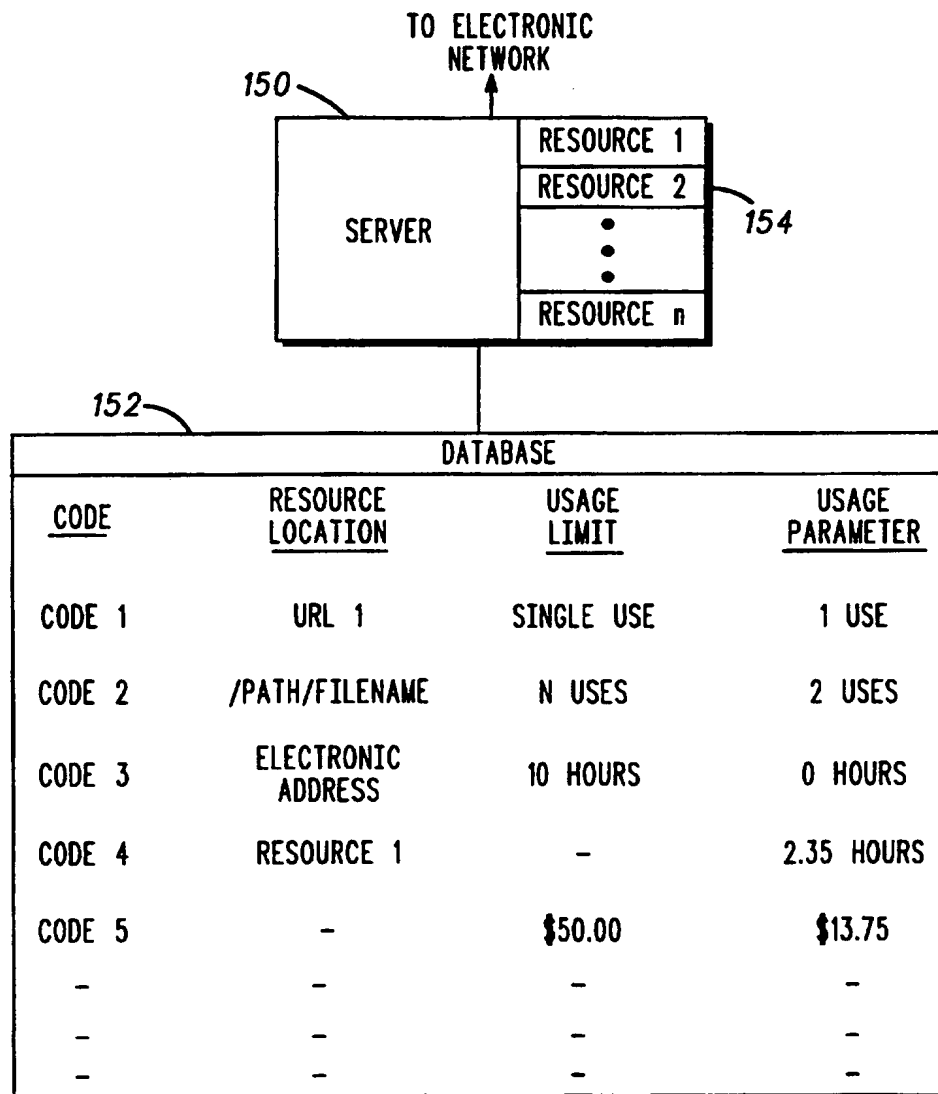 TO ELECTRONIC
NETWORK
150
RESOURCE 1
RESOURCE 2
154
SERVER
RESOURCE n
152
DATABASE
CODE RESOURCE LOCATION USAGE LIMIT USAGE PARAMETER
CODE 1 URL 1 SINGLE USE 1 USE
CODE 2 /PATH/FILENAME N USES 2 USES
CODE 3 ELECTRONIC ADDRESS 10 HOURS 0 HOURS
CODE 4 RESOURCE 1 - 2.35 HOURS
CODE 5 - $50.00 $13.75
- - - -
- - - -
- - - -